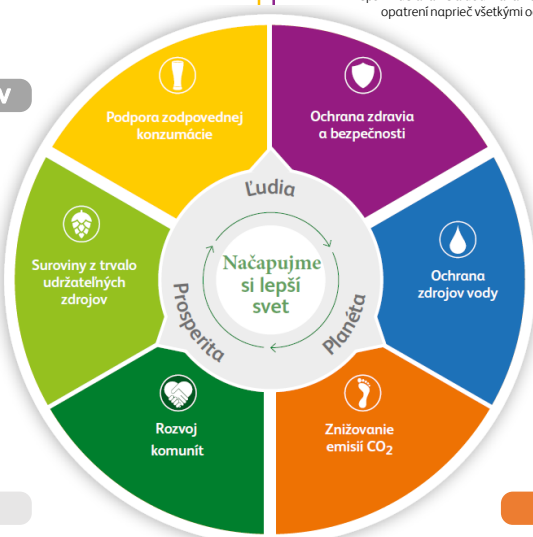 opatrení naprieč všetkými o
V
Podpora zodpovednej
konzumácie
Ochrana zdravia
a bezpečnosti
Suroviny z trvalo
udržateľných
zdrojov
Ochrana
zdrojov vody
Rozvoj
komunít
Znižovanie
emisií CO2
Ľudia
Planéta
Prosperita
Načapujme
si lepší
svet